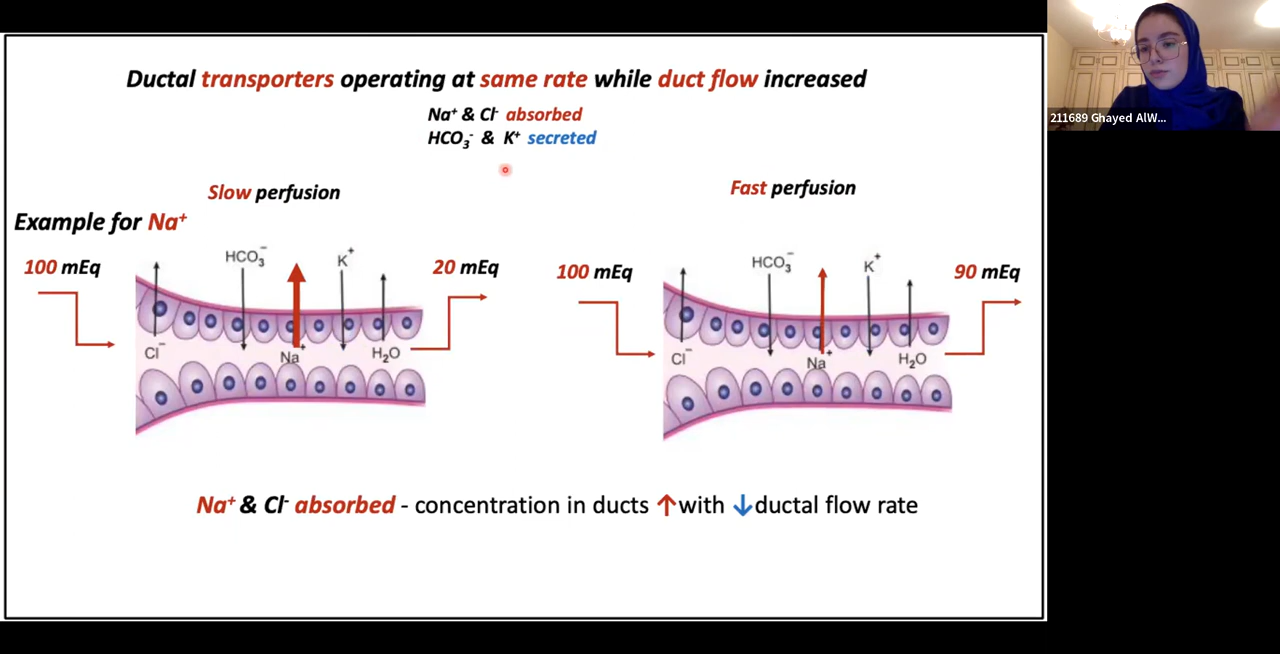 Ductal transporters operating at same rate while duct flow increased
Na⁺ & Cl⁻ absorbed
HCO₃⁻ & K⁺ secreted
Slow perfusion
Fast perfusion
Example for Na⁺
100 mEq
HCO₃⁻
K⁺
20 mEq
Cl⁻
Na⁺
H₂O
100 mEq
HCO₃⁻
K⁺
90 mEq
Cl⁻
Na⁺
H₂O
Na⁺ & Cl⁻ absorbed - concentration in ducts ↑with ↓ductal flow rate
211689 Ghayed AlW...